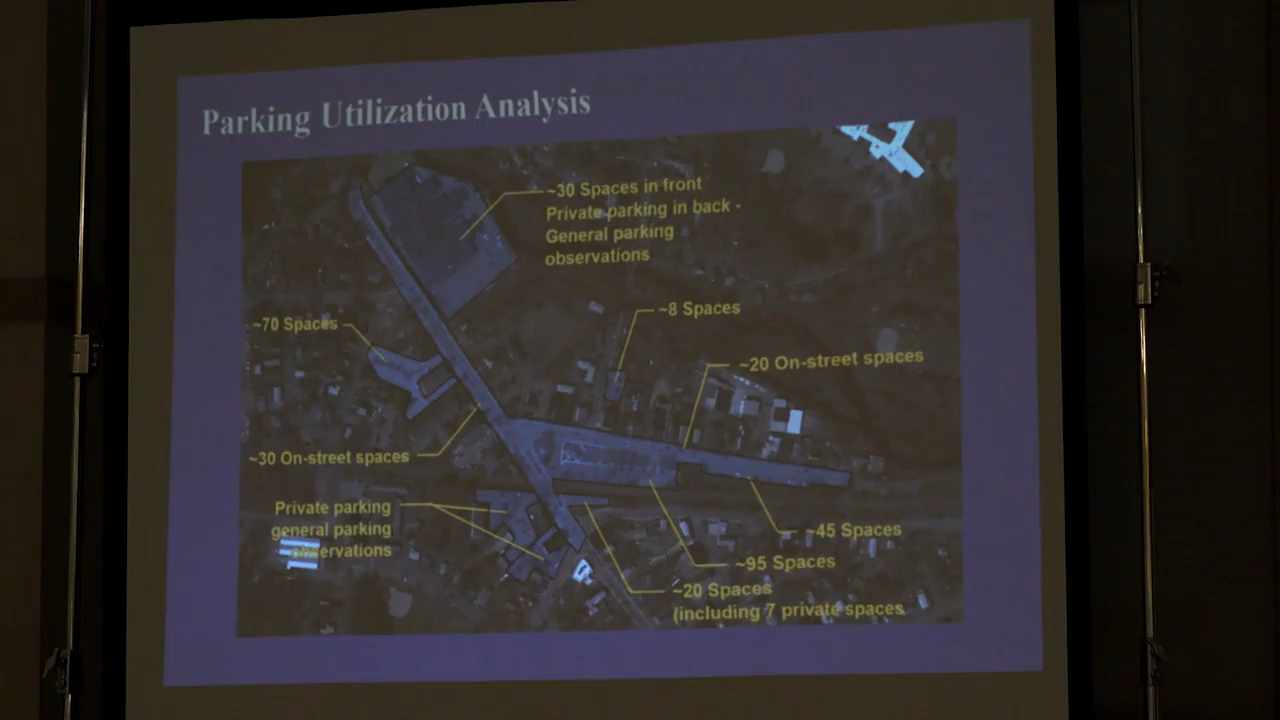 Parking Utilization Analysis
~30 Spaces in front
Private parking in back -
General parking
observations
~8 Spaces
~70 Spaces
~20 On-street spaces
~30 On-street spaces
Private parking
general parking
observations
~45 Spaces
~95 Spaces
~20 Spaces
(including 7 private spaces